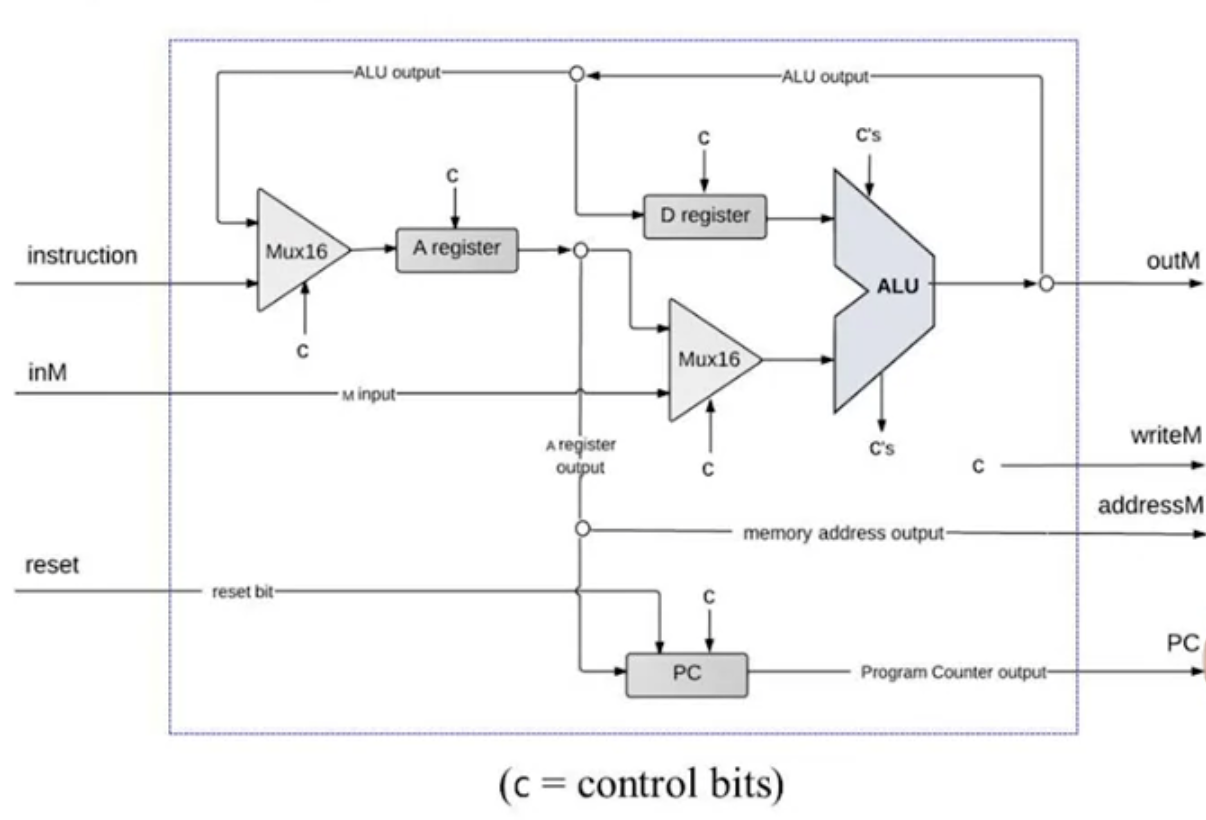 ALU output
ALU output
C
C's
C
D register
instruction
Mux16
A register
outM
ALU
C
Mux16
inM
M input
A register
output
C
C's
C
writeM
addressM
memory address output
reset
reset bit
C
PC
PC
Program Counter output
(c = control bits)